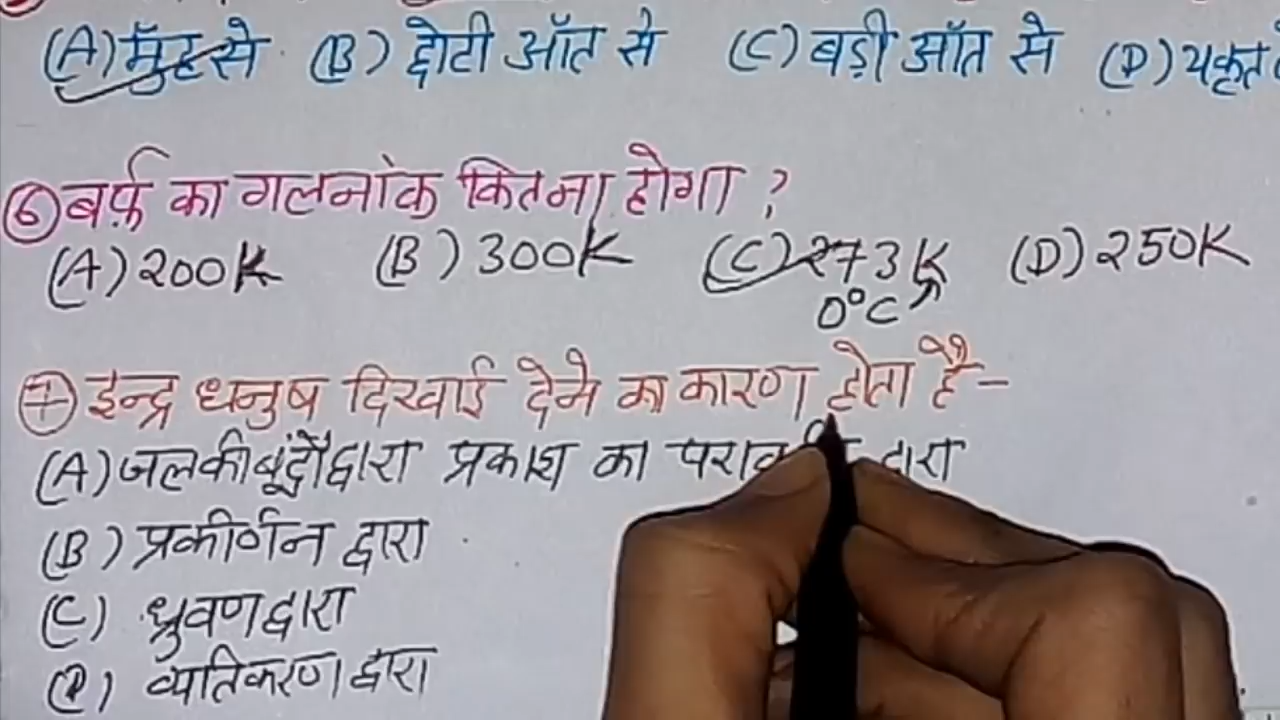 (A) मुँह से (B) छोटी आँत से (C) बड़ी आँत से (D) यकृत
⑥ बर्फ़ का गलनांक कितना होगा ?
(A) 200K (B) 300K (C) 273K (D) 250K
0°C
⑦ इन्द्र धनुष दिखाई देने का कारण होता है-
(A) जल की बूंदों द्वारा प्रकाश का द्वारा
(B) प्रकीर्णन द्वारा
(C) ध्रुवण द्वारा
(D) व्यतिकरण द्वारा